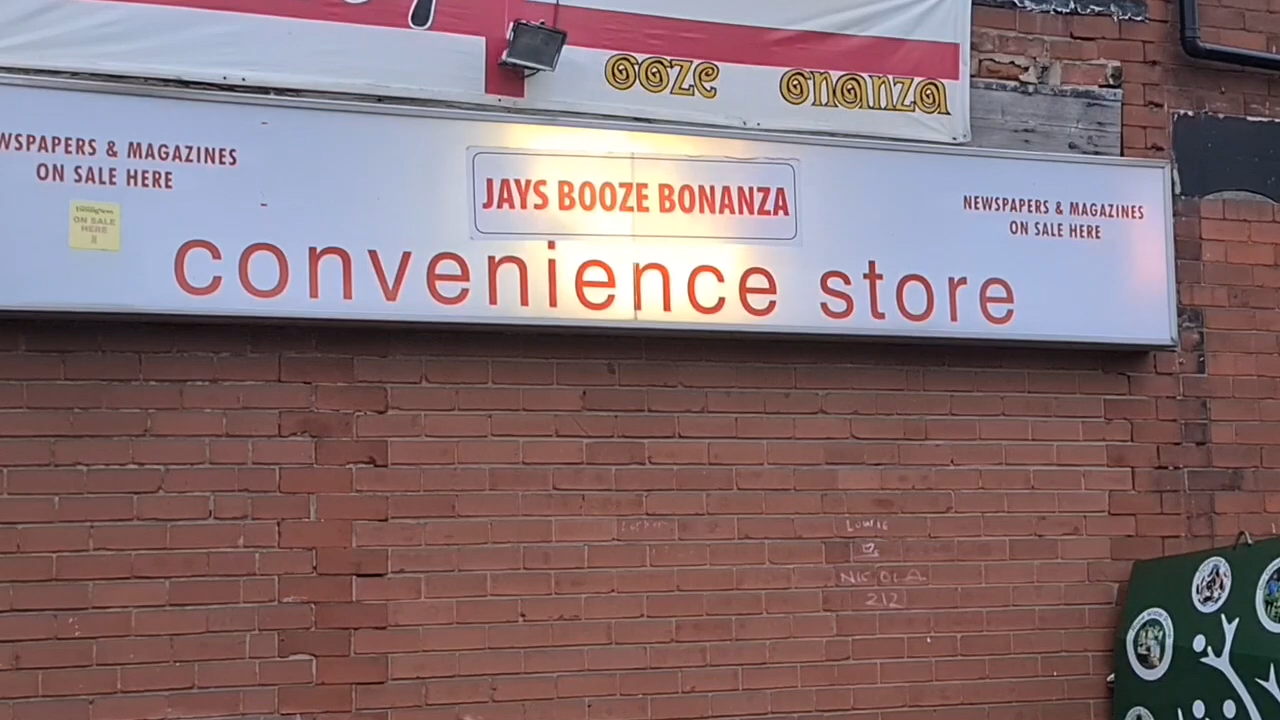 ooze onanza
WSPAPERS & MAGAZINES
ON SALE HERE
JAYS BOOZE BONANZA
NEWSPAPERS & MAGAZINES
ON SALE HERE
ON SALE
HERE
convenience store
LOWIE
NICOLA
212